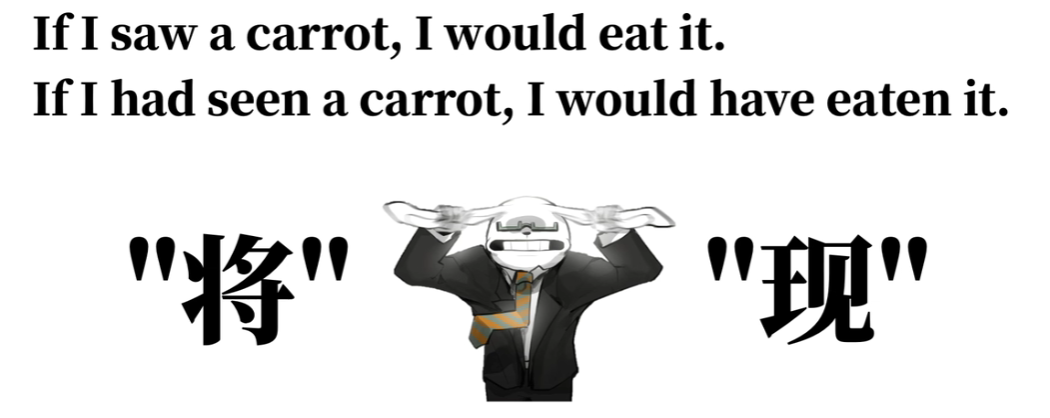 If I saw a carrot, I would eat it.
If I had seen a carrot, I would have eaten it.
"将" "现"